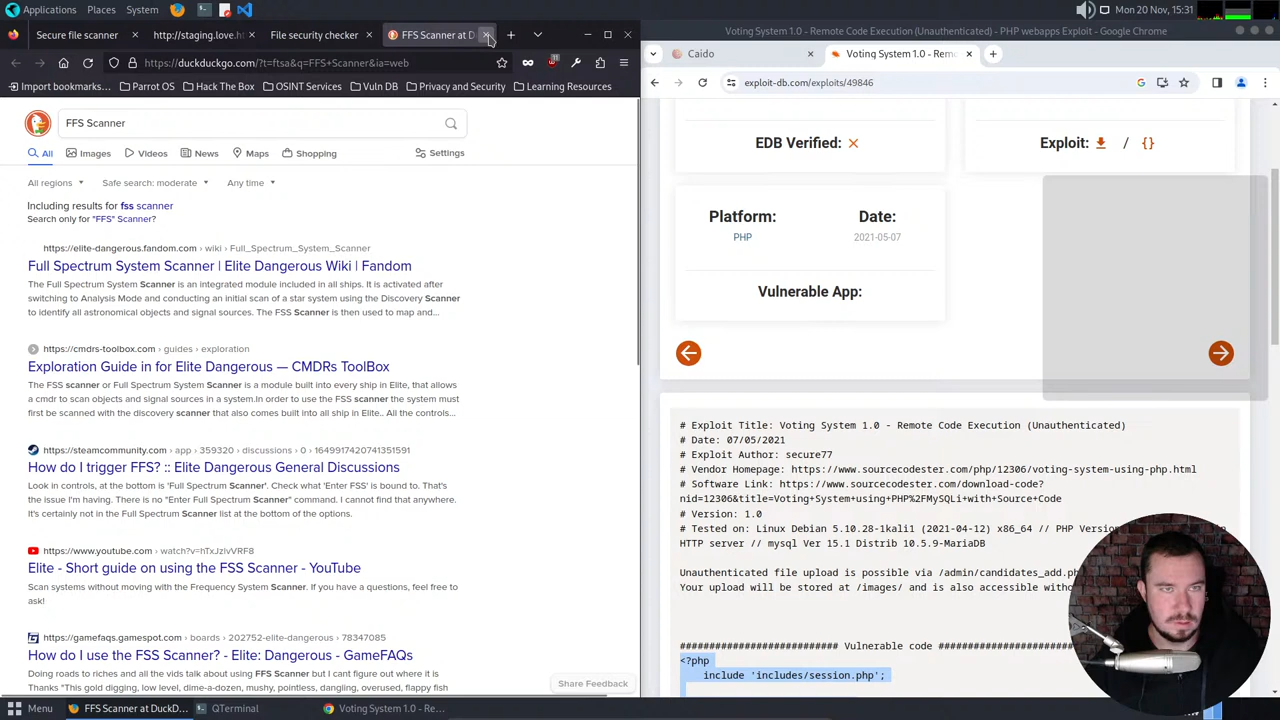 Applications Places System Mon 20 Nov, 15:31
Secure file scanner http://staging.love.h File security checker FFS Scanner at D
https://duckduckgo.com/?t=ftsa&q=FFS+Scanner&ia=web
Import bookmarks... Parrot OS Hack The Box OSINT Services Vuln DB Privacy and Security Learning Resources
FFS Scanner
All Images Videos News Maps Shopping Settings
All regions Safe search: moderate Any time
Including results for fss scanner
Search only for "FFS" Scanner?
https://elite-dangerous.fandom.com › wiki › Full_Spectrum_System_Scanner
Full Spectrum System Scanner | Elite Dangerous Wiki | Fandom
The Full Spectrum System Scanner is an integrated module included in all ships. It is activated after
switching to Analysis Mode and conducting an initial scan of a star system using the Discovery Scanner
to identify all astronomical objects and signal sources. The FSS Scanner is then used to map and...
https://cmdrs-toolbox.com › guides › exploration
Exploration Guide in for Elite Dangerous — CMDRs ToolBox
The FSS scanner or Full Spectrum System Scanner is a module built into every ship in Elite, that allows
a cmdr to scan objects and signal sources in a system.In order to use the FSS scanner the system must
first be scanned with the discovery scanner that also comes built into all ship in Elite.. All the controls...
https://steamcommunity.com › app › 359320 › discussions › 0 › 1649917420741351591
How do I trigger FFS? :: Elite Dangerous General Discussions
Look in controls, at the bottom is 'Full Spectrum Scanner'. Check what 'Enter FSS' is bound to. That's
the issue I'm having. There is no "Enter Full Spectrum Scanner" command. I cannot find that anywhere.
It's certainly not in the Full Spectrum Scanner list at the bottom of the options.
https://www.youtube.com › watch?v=hTxJzlvVRF8
Elite - Short guide on using the FSS Scanner - YouTube
Scan systems without moving with the Frequency System Scanner. If you have a questions, feel free to
ask!
https://gamefaqs.gamespot.com › boards › 202752-elite-dangerous › 78347085
How do I use the FSS Scanner? - Elite: Dangerous - GameFAQs
Doing roads to riches and all the vids talk about using FSS Scanner but I cant figure out where it is
Thanks "This gold digging, low level, dime-a-dozen, mushy, pointless, dangling, overused, flappy fish
Share Feedback
Voting System 1.0 - Remote Code Execution (Unauthenticated) - PHP webapps Exploit - Google Chrome
Caido Voting System 1.0 - Remo
exploit-db.com/exploits/49846
EDB Verified: Exploit: / {}
Platform: Date:
PHP 2021-05-07
Vulnerable App:
# Exploit Title: Voting System 1.0 - Remote Code Execution (Unauthenticated)
# Date: 07/05/2021
# Exploit Author: secure77
# Vendor Homepage: https://www.sourcecodester.com/php/12306/voting-system-using-php.html
# Software Link: https://www.sourcecodester.com/download-code?
nid=12306&title=Voting+System+using+PHP%2FMySQLi+with+Source+Code
# Version: 1.0
# Tested on: Linux Debian 5.10.28-1kali1 (2021-04-12) x86_64 // PHP Version
HTTP server // mysql Ver 15.1 Distrib 10.5.9-MariaDB
Unauthenticated file upload is possible via /admin/candidates_add.ph
Your upload will be stored at /images/ and is also accessible witho
########################### Vulnerable code ########################
<?php
include 'includes/session.php';
Menu FFS Scanner at DuckD... QTerminal Voting System 1.0 - Re...